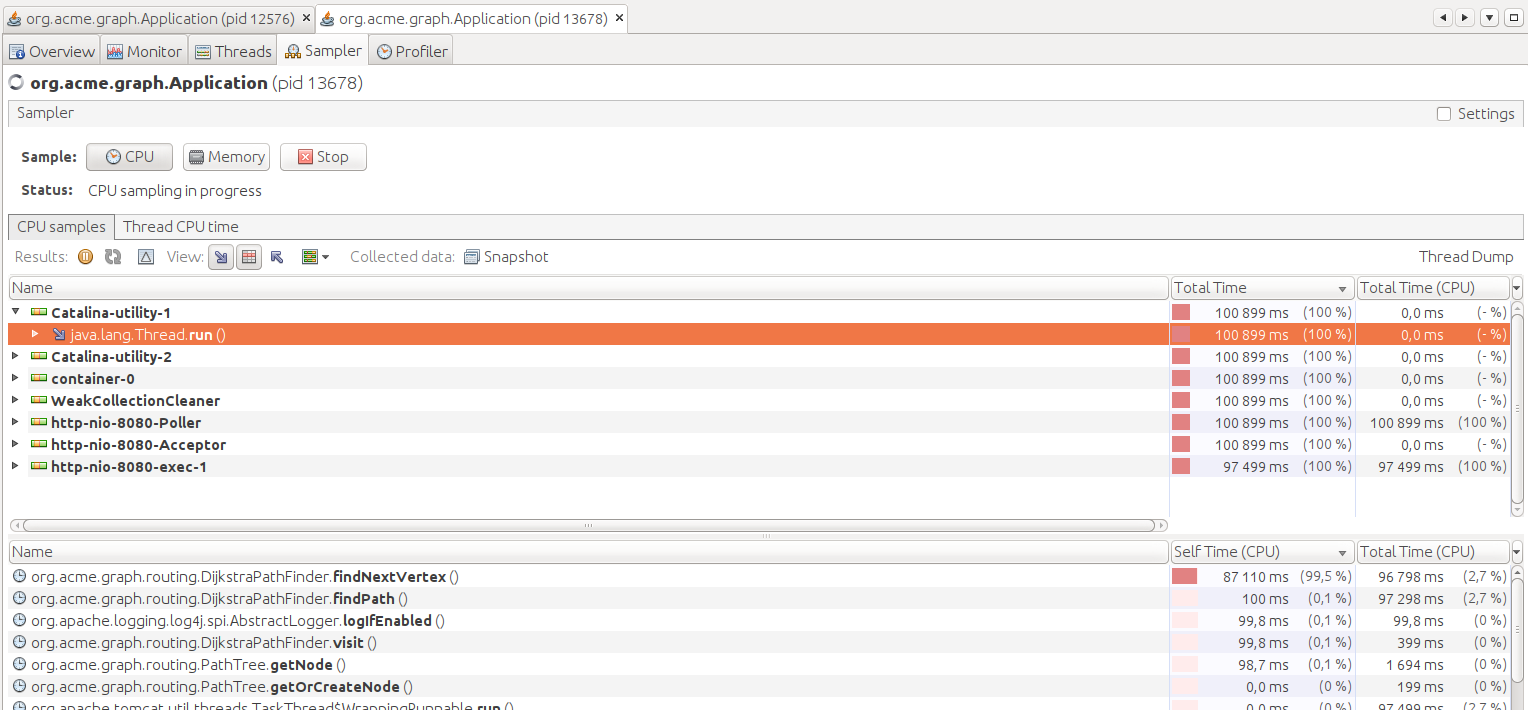 org.acme.graph.Application (pid 12576) × org.acme.graph.Application (pid 13678) ×
Overview Monitor Threads Sampler Profiler
org.acme.graph.Application (pid 13678)
Sampler Settings
Sample: CPU Memory Stop
Status: CPU sampling in progress
CPU samples Thread CPU time
Results: View: Collected data: Snapshot Thread Dump
Name Total Time Total Time (CPU)
Catalina-utility-1 100 899 ms (100 %) 0,0 ms (- %)
java.lang.Thread.run () 100 899 ms (100 %) 0,0 ms (- %)
Catalina-utility-2 100 899 ms (100 %) 0,0 ms (- %)
container-0 100 899 ms (100 %) 0,0 ms (- %)
WeakCollectionCleaner 100 899 ms (100 %) 0,0 ms (- %)
http-nio-8080-Poller 100 899 ms (100 %) 100 899 ms (100 %)
http-nio-8080-Acceptor 100 899 ms (100 %) 0,0 ms (- %)
http-nio-8080-exec-1 97 499 ms (100 %) 97 499 ms (100 %)
Name Self Time (CPU) Total Time (CPU)
org.acme.graph.routing.DijkstraPathFinder.findNextVertex () 87 110 ms (99,5 %) 96 798 ms (2,7 %)
org.acme.graph.routing.DijkstraPathFinder.findPath () 100 ms (0,1 %) 97 298 ms (2,7 %)
org.apache.logging.log4j.spi.AbstractLogger.logIfEnabled () 99,8 ms (0,1 %) 99,8 ms (0 %)
org.acme.graph.routing.DijkstraPathFinder.visit () 99,8 ms (0,1 %) 399 ms (0 %)
org.acme.graph.routing.PathTree.getNode () 98,7 ms (0,1 %) 1 694 ms (0 %)
org.acme.graph.routing.PathTree.getOrCreateNode () 0,0 ms (0 %) 199 ms (0 %)
org.apache.tomcat.util.threads.TaskThread$WrappingRunnable.run () 0,0 ms (0 %) 97 499 ms (2,7 %)